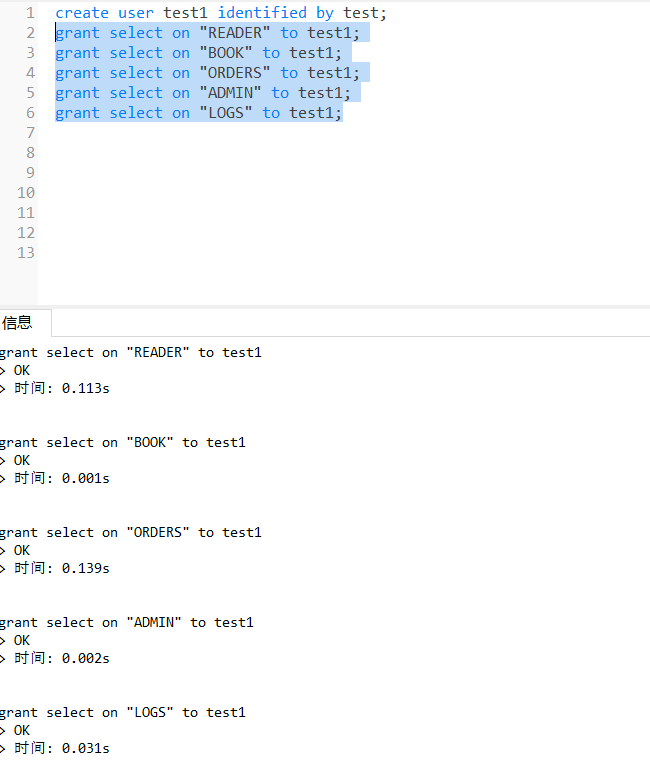 1 create user test1 identified by test;
2 grant select on "READER" to test1;
3 grant select on "BOOK" to test1;
4 grant select on "ORDERS" to test1;
5 grant select on "ADMIN" to test1;
6 grant select on "LOGS" to test1;
7
8
9
10
11
12
13
信息
grant select on "READER" to test1
> OK
> 时间: 0.113s
grant select on "BOOK" to test1
> OK
> 时间: 0.001s
grant select on "ORDERS" to test1
> OK
> 时间: 0.139s
grant select on "ADMIN" to test1
> OK
> 时间: 0.002s
grant select on "LOGS" to test1
> OK
> 时间: 0.031s